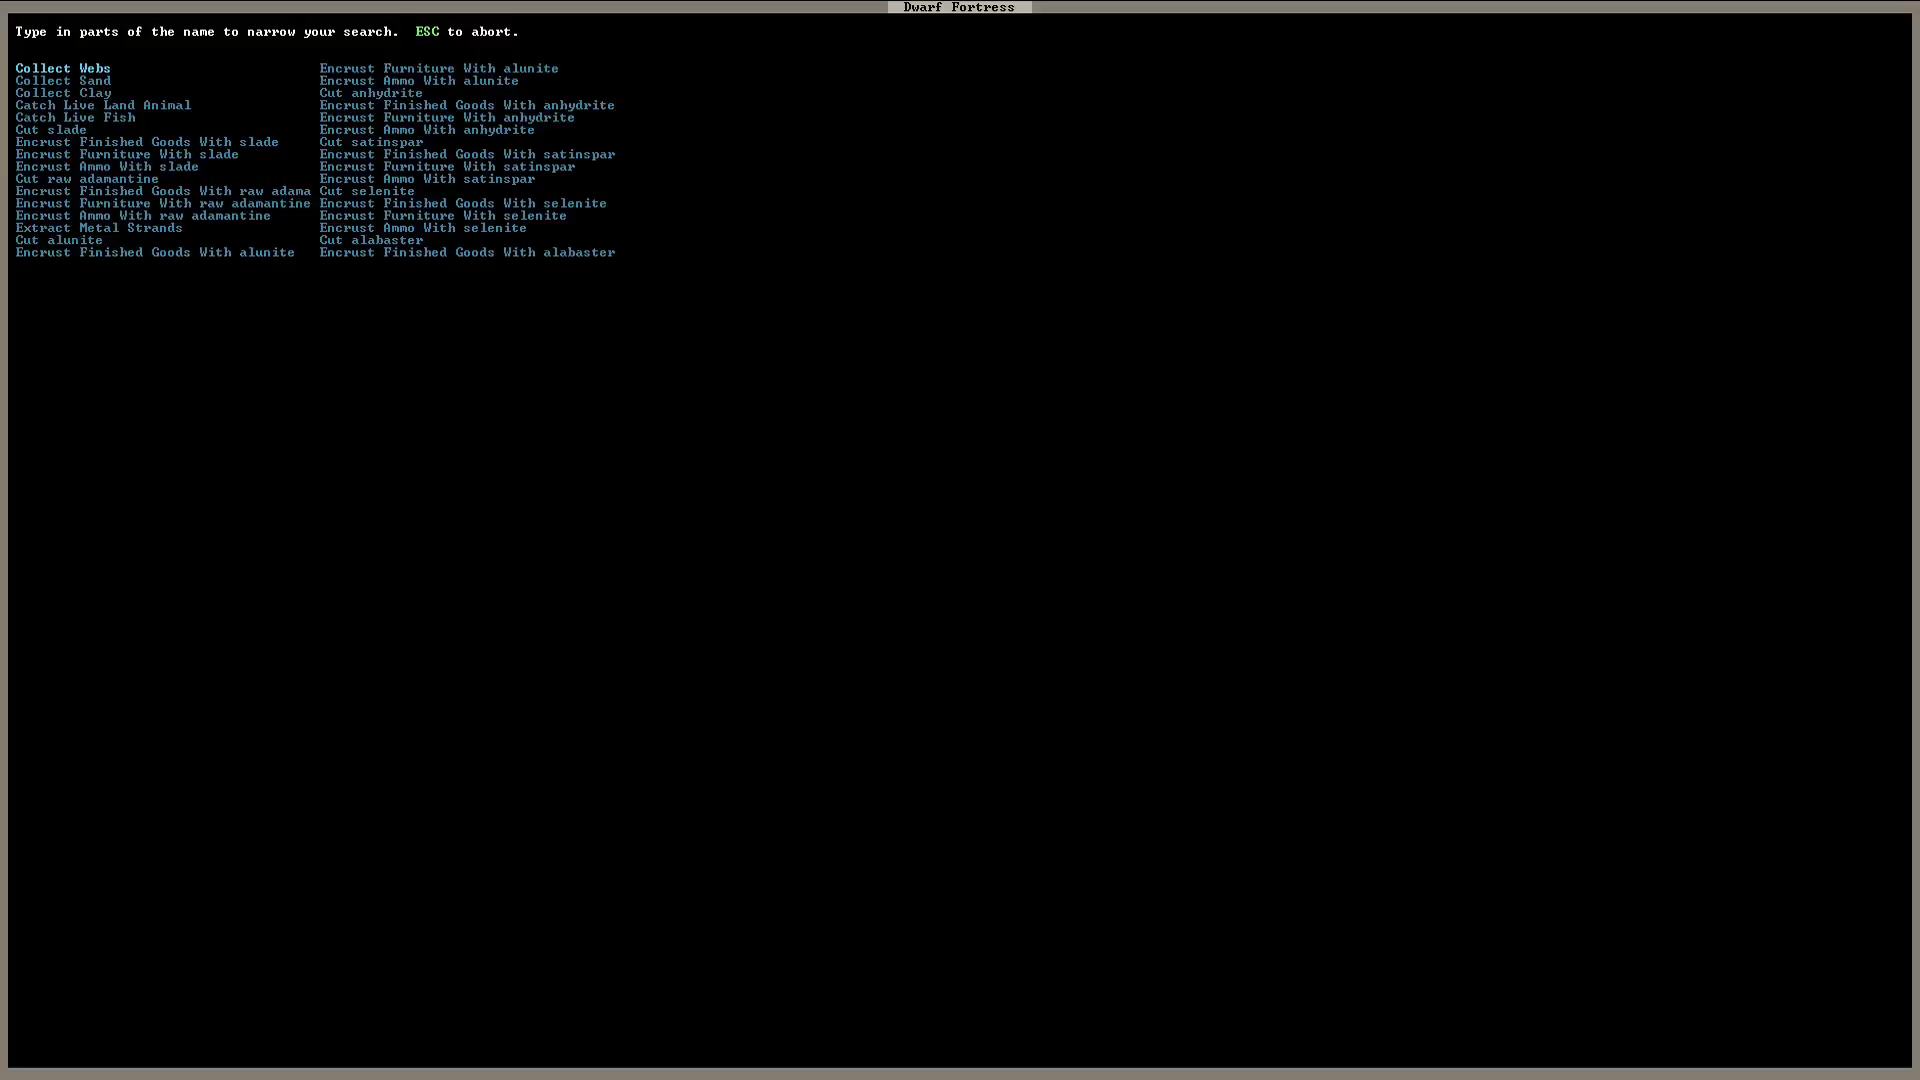 Dwarf Fortress
Type in parts of the name to narrow your search.  ESC to abort.
Collect Webs
Collect Sand
Collect Clay
Catch Live Land Animal
Catch Live Fish
Cut slade
Encrust Finished Goods With slade
Encrust Furniture With slade
Encrust Ammo With slade
Cut raw adamantine
Encrust Finished Goods With raw adama
Encrust Furniture With raw adamantine
Encrust Ammo With raw adamantine
Extract Metal Strands
Cut alunite
Encrust Finished Goods With alunite
Encrust Furniture With alunite
Encrust Ammo With alunite
Cut anhydrite
Encrust Finished Goods With anhydrite
Encrust Furniture With anhydrite
Encrust Ammo With anhydrite
Cut satinspar
Encrust Finished Goods With satinspar
Encrust Furniture With satinspar
Encrust Ammo With satinspar
Cut selenite
Encrust Finished Goods With selenite
Encrust Furniture With selenite
Encrust Ammo With selenite
Cut alabaster
Encrust Finished Goods With alabaster